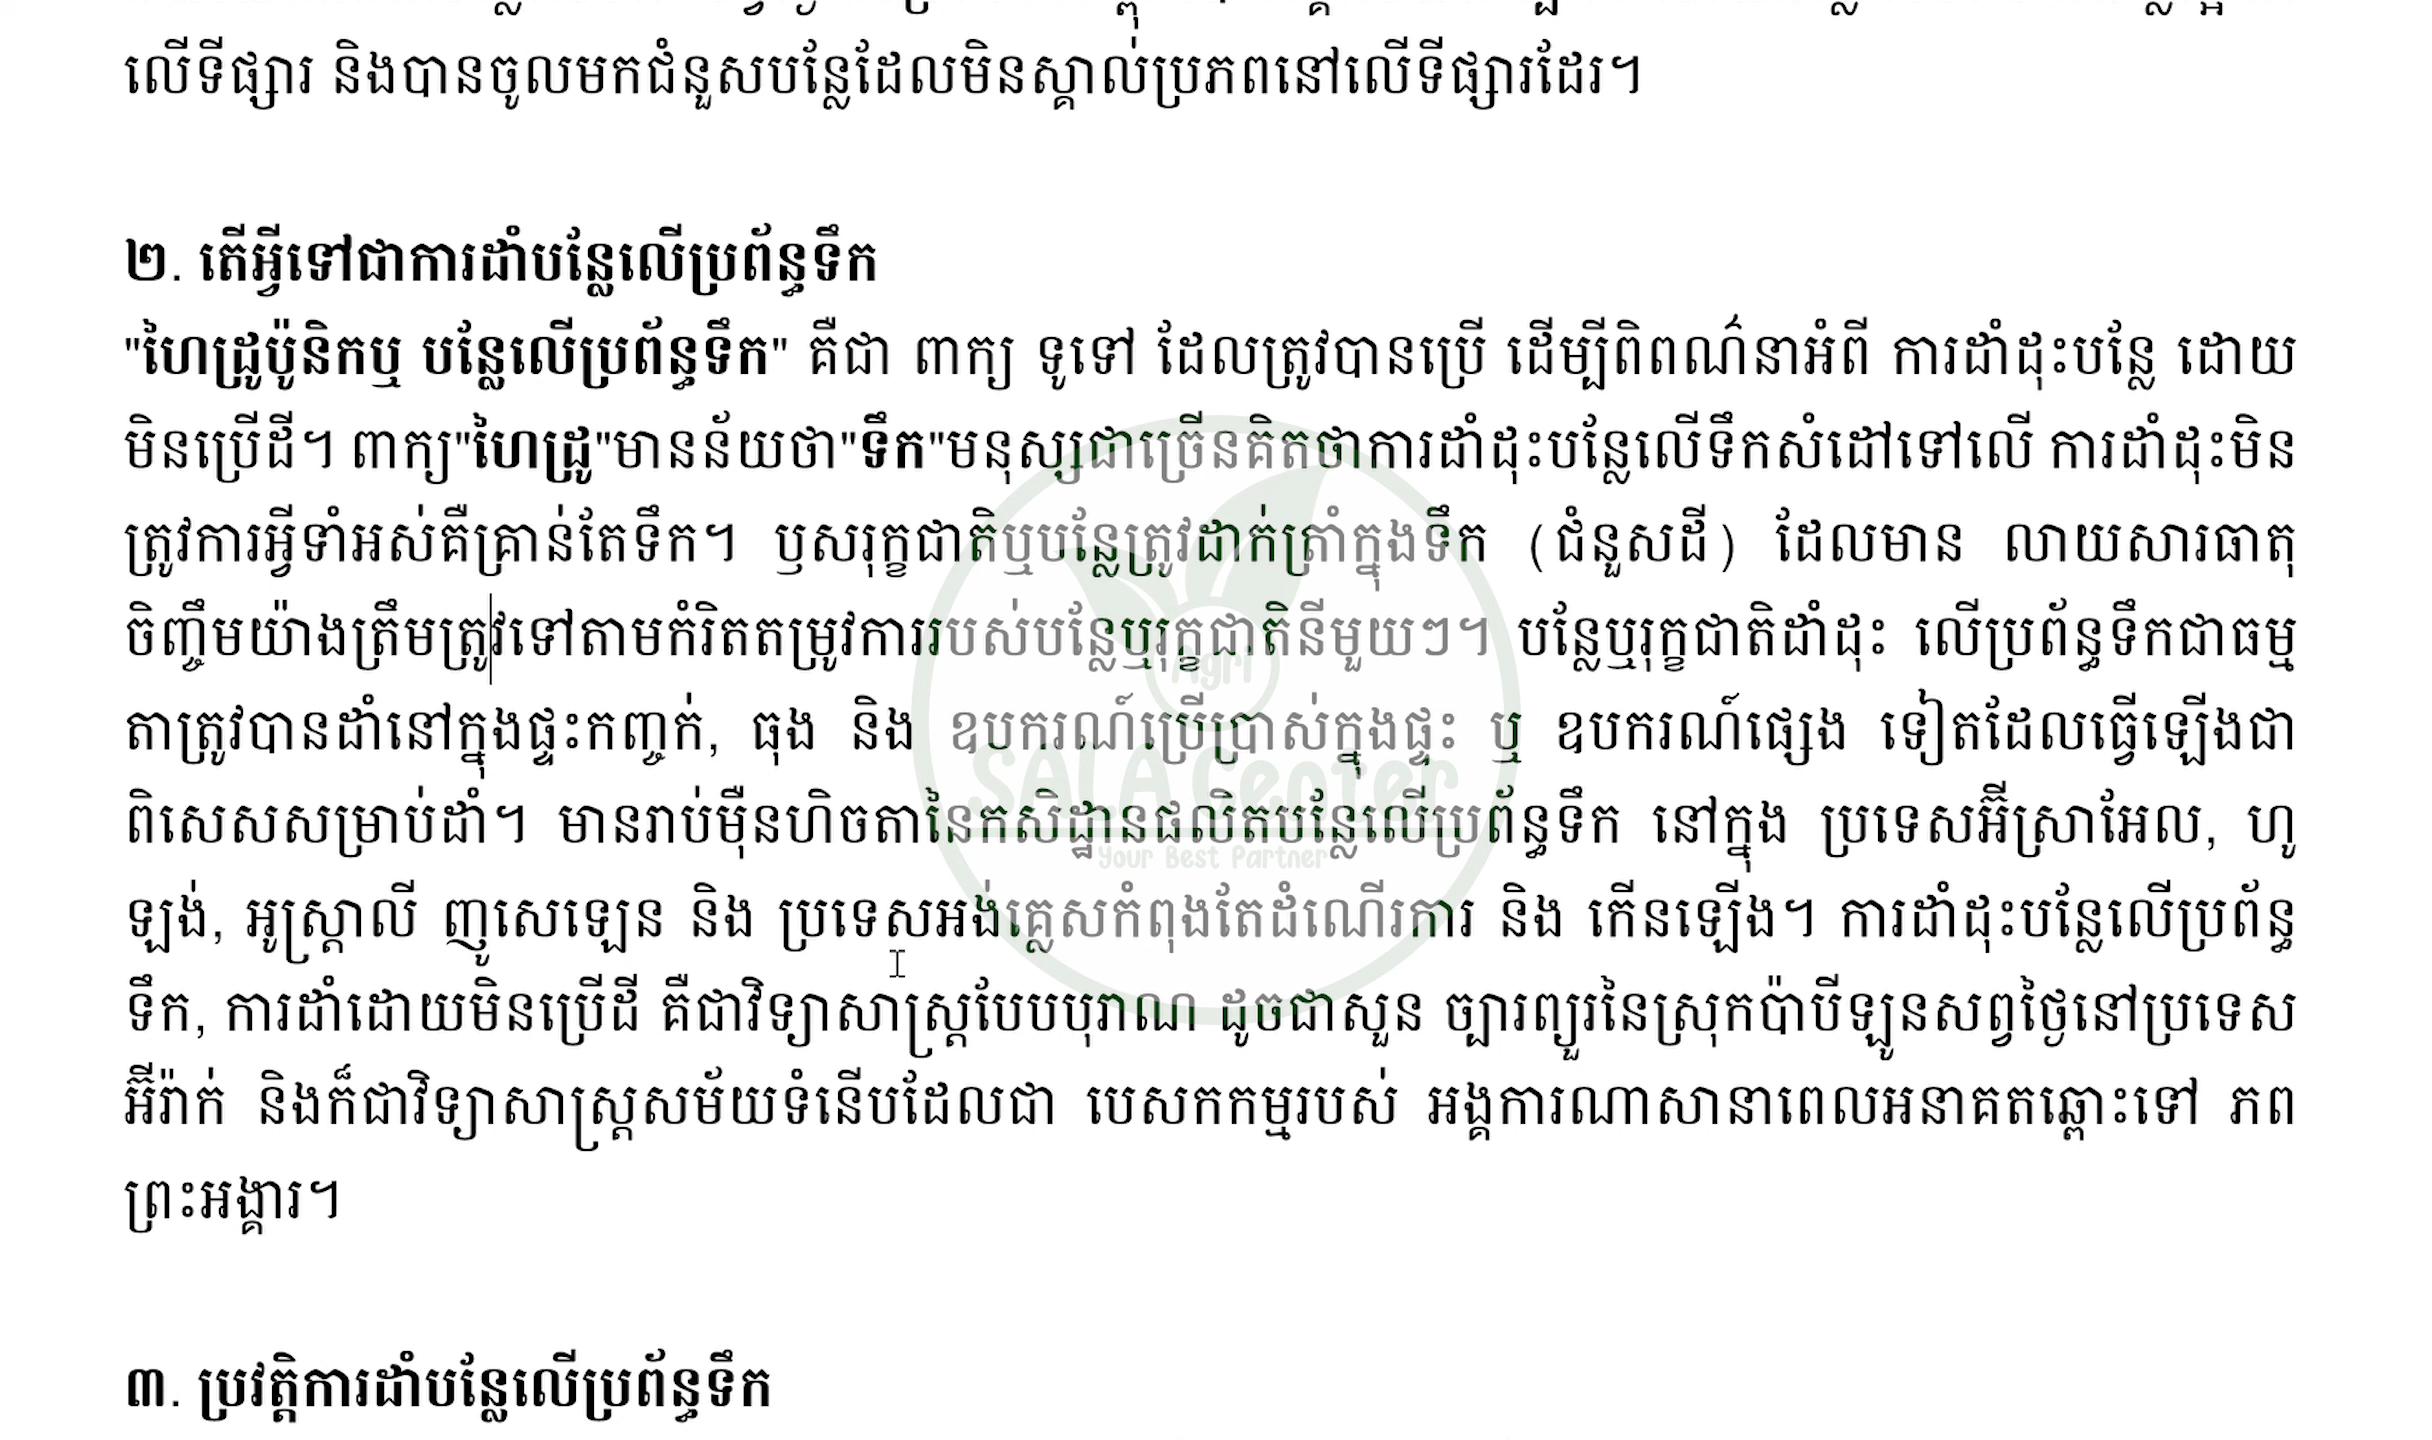 លើទីផ្សារ និងបានចូលមកជំនួសបន្លែដែលមិនស្គាល់ប្រភពនៅលើទីផ្សារដែរ។
២. តើអ្វីទៅជាការដាំបន្លែលើប្រព័ន្ធទឹក
"ហៃដ្រូប៉ូនិកឬ បន្លែលើប្រព័ន្ធទឹក" គឺជា ពាក្យ ទូទៅ ដែលត្រូវបានប្រើ ដើម្បីពិពណ៌នាអំពី ការដាំដុះបន្លែ ដោយ
មិនប្រើដី។ ពាក្យ"ហៃដ្រូ"មានន័យថា"ទឹក"មនុស្សជាច្រើនគិតថាការដាំដុះបន្លែលើទឹកសំដៅទៅលើ ការដាំដុះមិន
ត្រូវការអ្វីទាំអស់គឺគ្រាន់តែទឹក។ ឫសរុក្ខជាតិឬបន្លែត្រូវដាក់ត្រាំក្នុងទឹក (ជំនួសដី) ដែលមាន លាយសារធាតុ
ចិញ្ចឹមយ៉ាងត្រឹមត្រូវទៅតាមកំរិតតម្រូវការរបស់បន្លែឬរុក្ខជាតិនីមួយៗ។ បន្លែឬរុក្ខជាតិដាំដុះ លើប្រព័ន្ធទឹកជាធម្ម
តាត្រូវបានដាំនៅក្នុងផ្ទះកញ្ចក់, ធុង និង ឧបករណ៍ប្រើប្រាស់ក្នុងផ្ទះ ឬ ឧបករណ៍ផ្សេង ទៀតដែលធ្វើឡើងជា
ពិសេសសម្រាប់ដាំ។ មានរាប់ម៉ឺនហិចតានៃកសិដ្ឋានផលិតបន្លែលើប្រព័ន្ធទឹក នៅក្នុង ប្រទេសអ៊ីស្រាអែល, ហូ
ឡង់, អូស្ត្រាលី ញូសេឡេន និង ប្រទេសអង់គ្លេសកំពុងតែដំណើរការ និង កើនឡើង។ ការដាំដុះបន្លែលើប្រព័ន្ធ
ទឹក, ការដាំដោយមិនប្រើដី គឺជាវិទ្យាសាស្ត្របែបបុរាណ ដូចជាសួន ច្បារព្យួរនៃស្រុកប៉ាបីឡូនសព្វថ្ងៃនៅប្រទេស
អ៊ីរ៉ាក់ និងក៏ជាវិទ្យាសាស្ត្រសម័យទំនើបដែលជា បេសកកម្មរបស់ អង្គការណាសានាពេលអនាគតឆ្ពោះទៅ ភព
ព្រះអង្គារ។
៣. ប្រវត្តិការដាំបន្លែលើប្រព័ន្ធទឹក
Agri
SALA Center
Your Best Partner